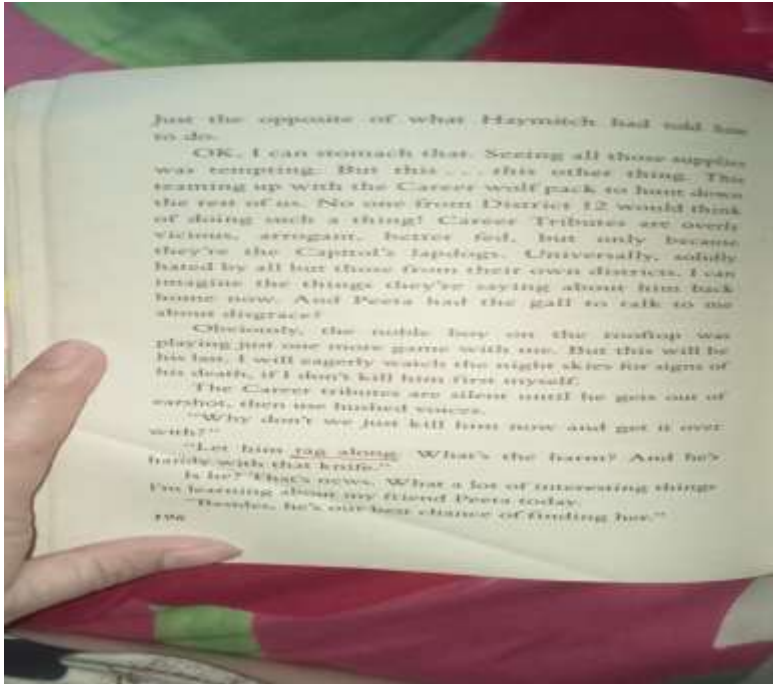 Just the opposite of what Haymitch had told him
to do.
OK, I can stomach that. Seeing all those supplies
was tempting. But this . . . this other thing. This
teaming up with the Career wolf pack to hunt down
the rest of us. No one from District 12 would think
of doing such a thing! Career Tributes are overly
vicious, arrogant, better fed, but only because
they're the Capitol's lapdogs. Universally, solidly
hated by all but those from their own districts. I can
imagine the things they're saying about him back
home now. And Peeta had the gall to talk to me
about disgrace?
Obviously, the noble boy on the rooftop was
playing just one more game with me. But this will be
his last. I will eagerly watch the night skies for signs of
his death, if I don't kill him first myself.
The Career tributes are silent until he gets out of
earshot, then use hushed voices.
"Why don't we just kill him now and get it over
with?"
"Let him tag along. What's the harm? And he's
handy with that knife."
Is he? That's news. What a lot of interesting things
I'm learning about my friend Peeta today.
"Besides, he's our best chance of finding her."
196